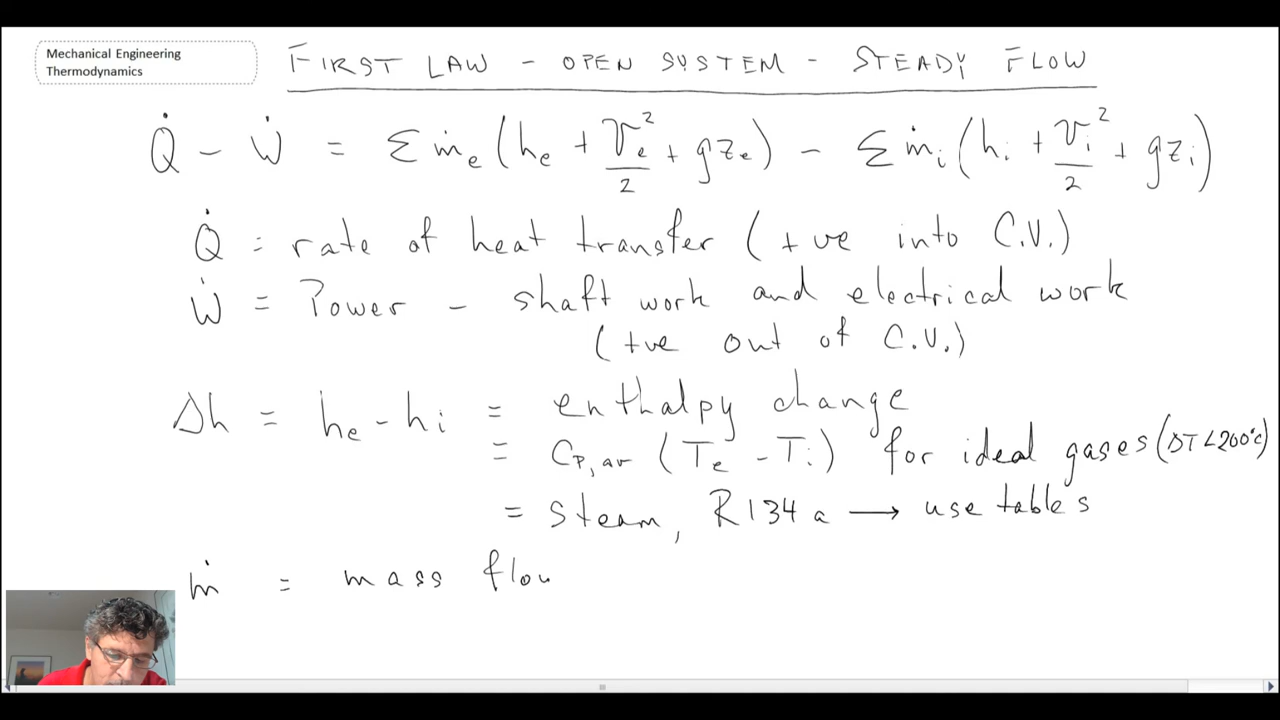 Mechanical Engineering
Thermodynamics
FIRST LAW - OPEN SYSTEM - STEADY FLOW
Q̇ - Ẇ = Σ ṁₑ (hₑ + Vₑ²/2 + gzₑ) - Σ ṁᵢ (hᵢ + Vᵢ²/2 + gzᵢ)
Q̇ = rate of heat transfer (+ve into C.V.)
Ẇ = Power - shaft work and electrical work
(+ve out of C.V.)
Δh = hₑ - hᵢ = enthalpy change
= Cp,av (Tₑ - Tᵢ) for ideal gases (ΔT<200°C)
= steam, R134a → use tables
ṁ = mass flow